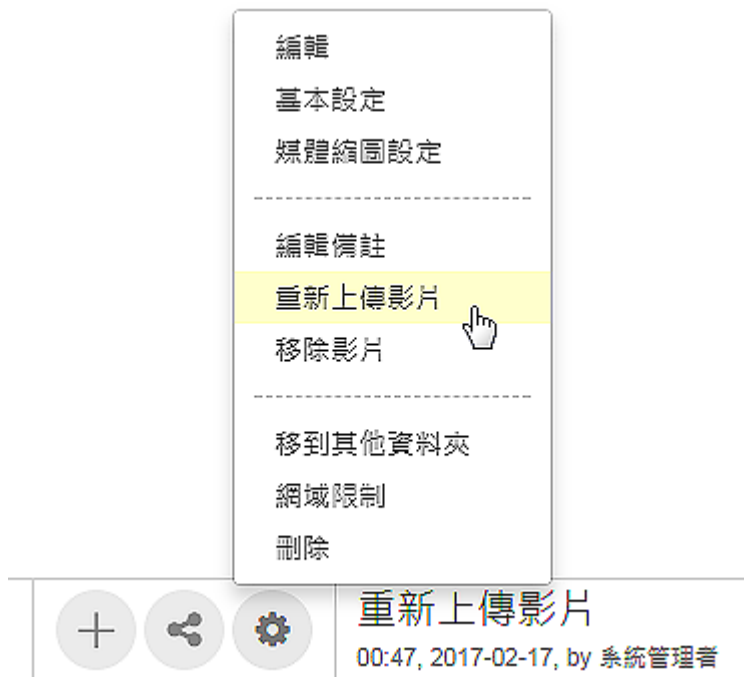 編輯
基本設定
媒體縮圖設定
編輯備註
重新上傳影片
移除影片
移到其他資料夾
網域限制
刪除
重新上傳影片
00:47, 2017-02-17, by 系統管理者